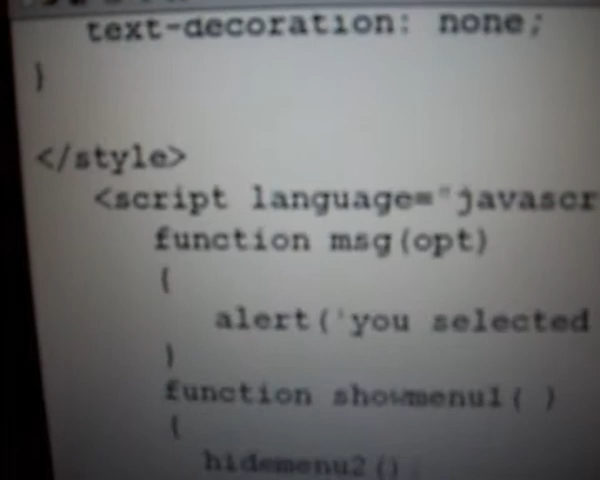 text-decoration: none;
}
</style>
<script language="javascr
function msg(opt)
{
alert('you selected
}
function showmenu1( )
{
hidemenu2()